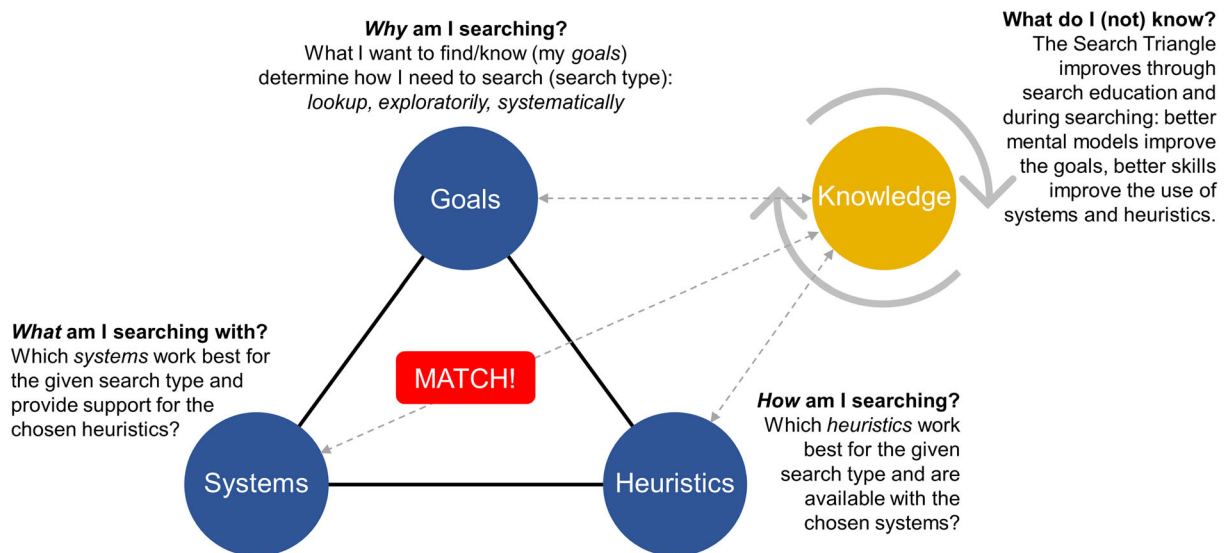 Why am I searching?
What I want to find/know (my goals)
determine how I need to search (search type):
lookup, exploratorily, systematically
What do I (not) know?
The Search Triangle
improves through
search education and
during searching: better
mental models improve
the goals, better skills
improve the use of
systems and heuristics.
Goals
Knowledge
What am I searching with?
Which systems work best for
the given search type and
provide support for the
chosen heuristics?
MATCH!
How am I searching?
Which heuristics work
best for the given
search type and are
available with the
chosen systems?
Systems
Heuristics